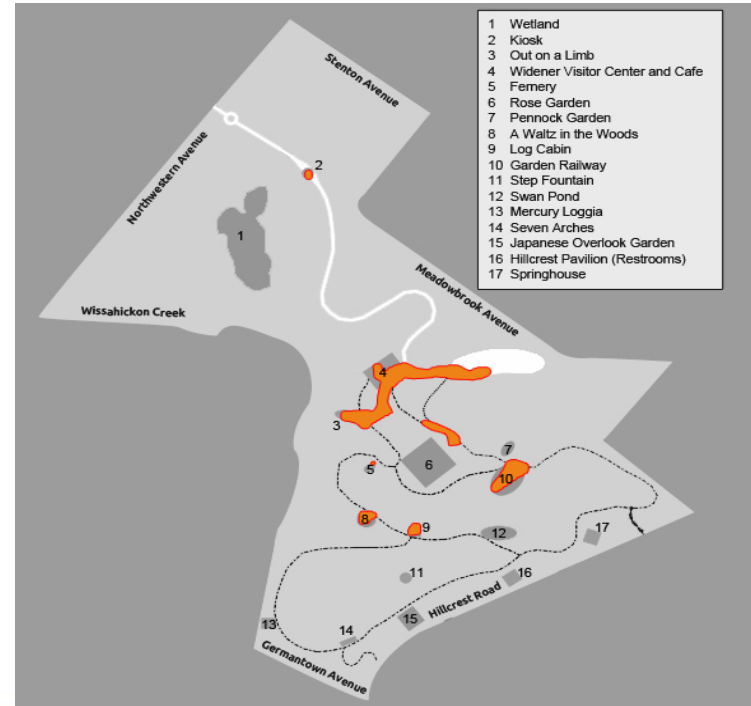 1 Wetland
2 Kiosk
3 Out on a Limb
4 Widener Visitor Center and Cafe
5 Fernery
6 Rose Garden
7 Pennock Garden
8 A Waltz in the Woods
9 Log Cabin
10 Garden Railway
11 Step Fountain
12 Swan Pond
13 Mercury Loggia
14 Seven Arches
15 Japanese Overlook Garden
16 Hillcrest Pavilion (Restrooms)
17 Springhouse
Stenton Avenue
Northwestern Avenue
2
1
Meadowbrook Avenue
Wissahickon Creek
4
3
7
6
5
10
8
9
12
17
11
16
Hillcrest Road
15
13
14
Germantown Avenue